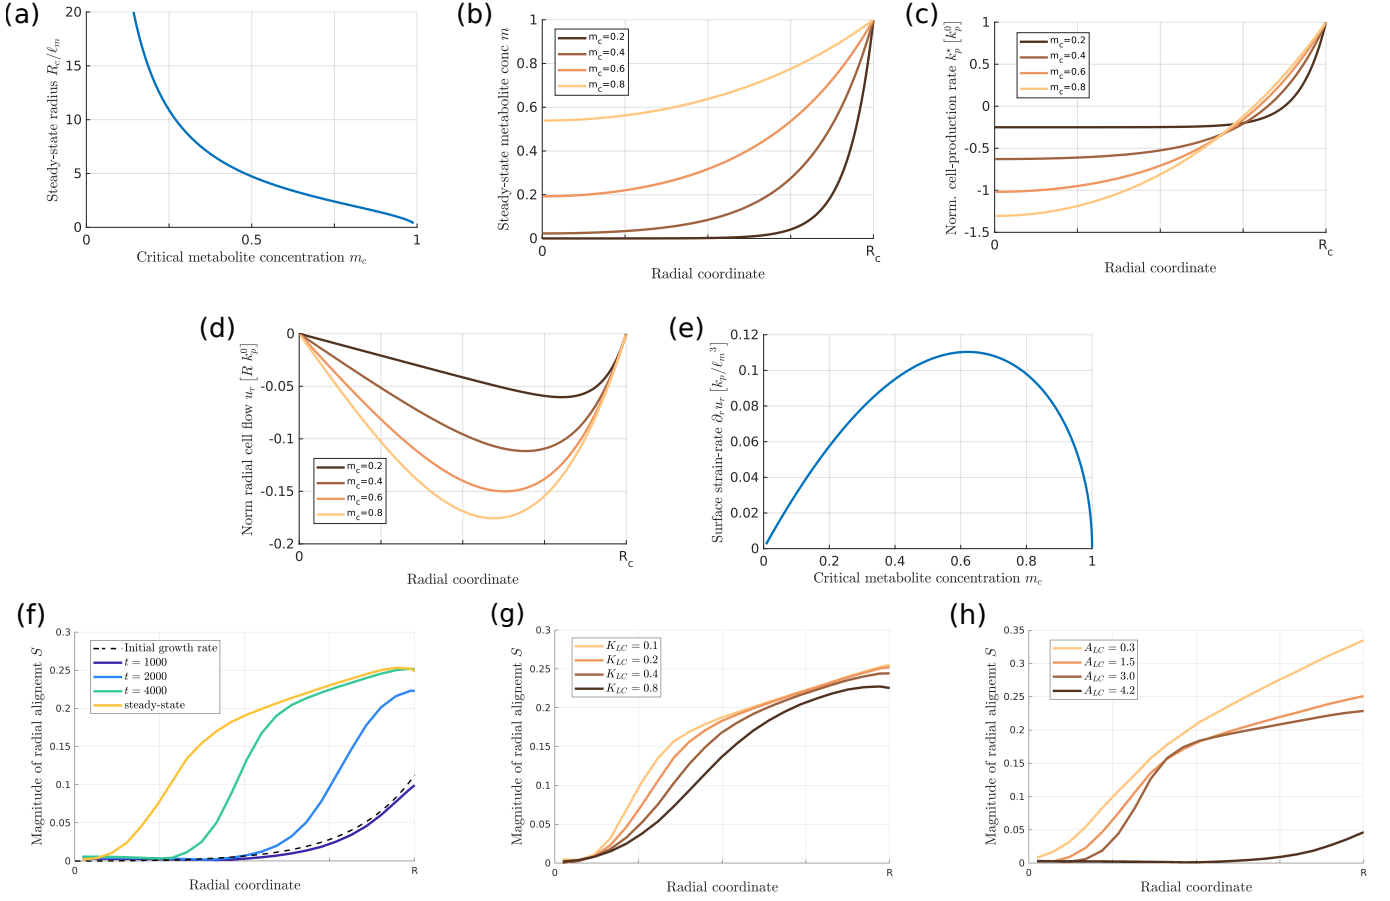 (a)
20
15
10
5
0
0
0.5
1
Steady-state radius R_c/ℓ_m
Critical metabolite concentration m_c
(b)
1
0.8
0.6
0.4
0.2
0
0
R_c
m_c=0.2
m_c=0.4
m_c=0.6
m_c=0.8
Steady-state metabolite conc m
Radial coordinate
(c)
1
0.5
0
-0.5
-1
-1.5
0
R_c
m_c=0.2
m_c=0.4
m_c=0.6
m_c=0.8
Norm. cell-production rate k_p^* [k_p^0]
Radial coordinate
(d)
0
-0.05
-0.1
-0.15
-0.2
0
R_c
m_c=0.2
m_c=0.4
m_c=0.6
m_c=0.8
Norm radial cell flow u_r [R k_p^0]
Radial coordinate
(e)
0.12
0.1
0.08
0.06
0.04
0.02
0
0
0.2
0.4
0.6
0.8
1
Surface strain-rate ∂_r u_r [k_p/ℓ_m^3]
Critical metabolite concentration m_c
(f)
0.3
0.25
0.2
0.15
0.1
0.05
0
0
R
Initial growth rate
t = 1000
t = 2000
t = 4000
steady-state
Magnitude of radial alignemt S
Radial coordinate
(g)
0.3
0.25
0.2
0.15
0.1
0.05
0
0
R
K_LC = 0.1
K_LC = 0.2
K_LC = 0.4
K_LC = 0.8
Magnitude of radial alignemt S
Radial coordinate
(h)
0.35
0.3
0.25
0.2
0.15
0.1
0.05
0
0
R
A_LC = 0.3
A_LC = 1.5
A_LC = 3.0
A_LC = 4.2
Magnitude of radial alignemt S
Radial coordinate